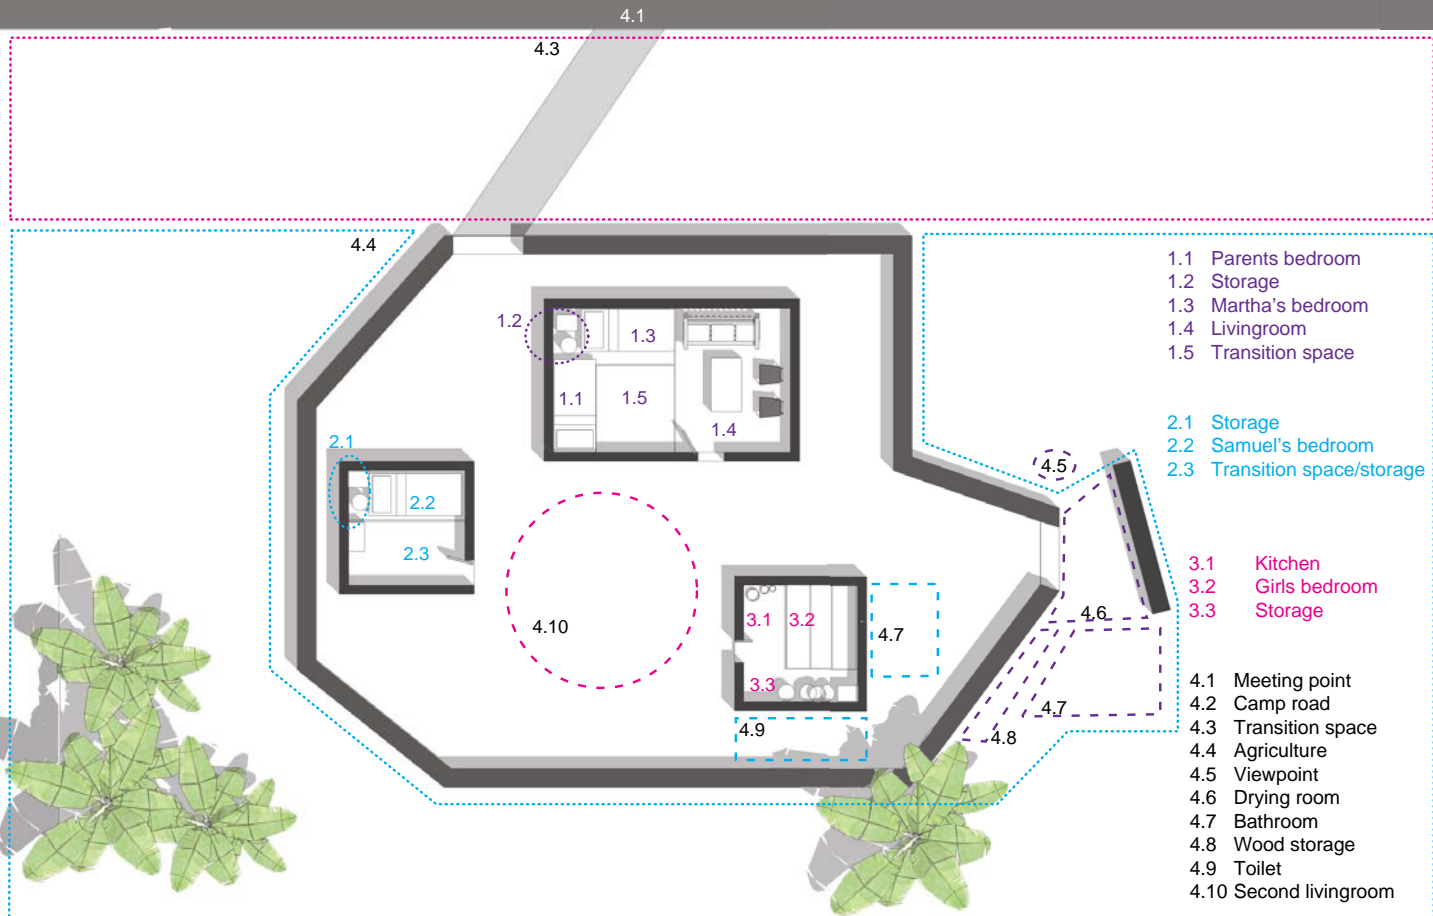 4.1
4.3
4.4
1.2
1.3
1.1
1.5
1.4
2.1
2.2
2.3
4.5
4.6
3.1
3.2
4.7
4.10
3.3
4.9
4.7
4.8
1.1 Parents bedroom
1.2 Storage
1.3 Martha's bedroom
1.4 Livingroom
1.5 Transition space
2.1 Storage
2.2 Samuel's bedroom
2.3 Transition space/storage
3.1 Kitchen
3.2 Girls bedroom
3.3 Storage
4.1 Meeting point
4.2 Camp road
4.3 Transition space
4.4 Agriculture
4.5 Viewpoint
4.6 Drying room
4.7 Bathroom
4.8 Wood storage
4.9 Toilet
4.10 Second livingroom